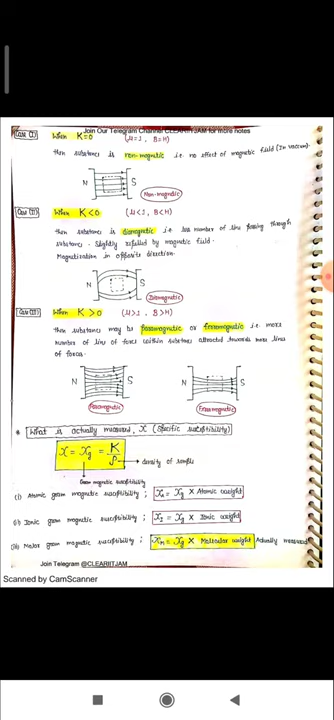 Join Our Telegram Channel CLEARIITJAM for more notes
Case (I) When K=0 (μ=1, B=H)
then substance is non-magnetic i.e no effect of magnetic field (In vaccum).
N S
Non-magnetic
Case (II) When K<0 (μ<1, B<H)
then substance is diamagnetic i.e less number of line passing through
substance. Slightly repelled by magnetic field.
Magnetization in opposite direction.
N S
Diamagnetic
Case (III) When K>0 (μ>1, B>H)
then substance may be paramagnetic or ferromagnetic i.e. more
number of line of force within substance attracted towards more lines
of force.
N S N S
Ferromagnetic
* What is actually measured, χ (Specific susceptibility)
χ = χg = K/ρ → density of sample
Gram magnetic susceptibility
(i) Atomic gram magnetic susceptibility ; χA = χg × Atomic weight
(ii) Ionic gram magnetic susceptibility ; χI = χg × Ionic weight
(iii) Molar gram magnetic susceptibility ; χM = χg × Molecular weight Actually measured
Join Telegram @CLEARIITJAM
Scanned by CamScanner